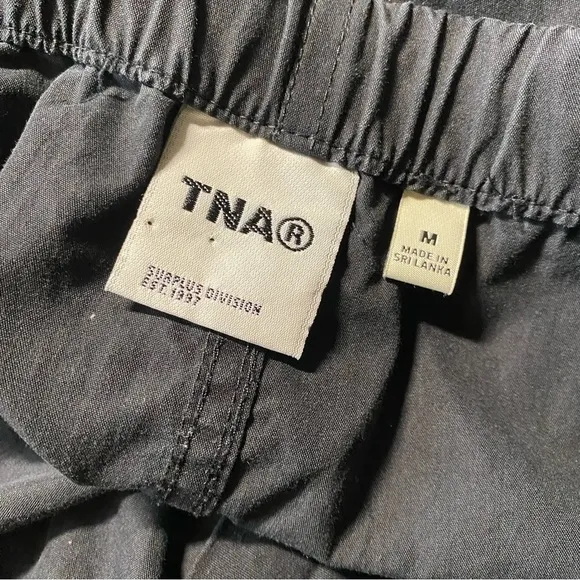 TNA®
SURPLUS DIVISION
EST. 1997
M
MADE IN
SRI LANKA